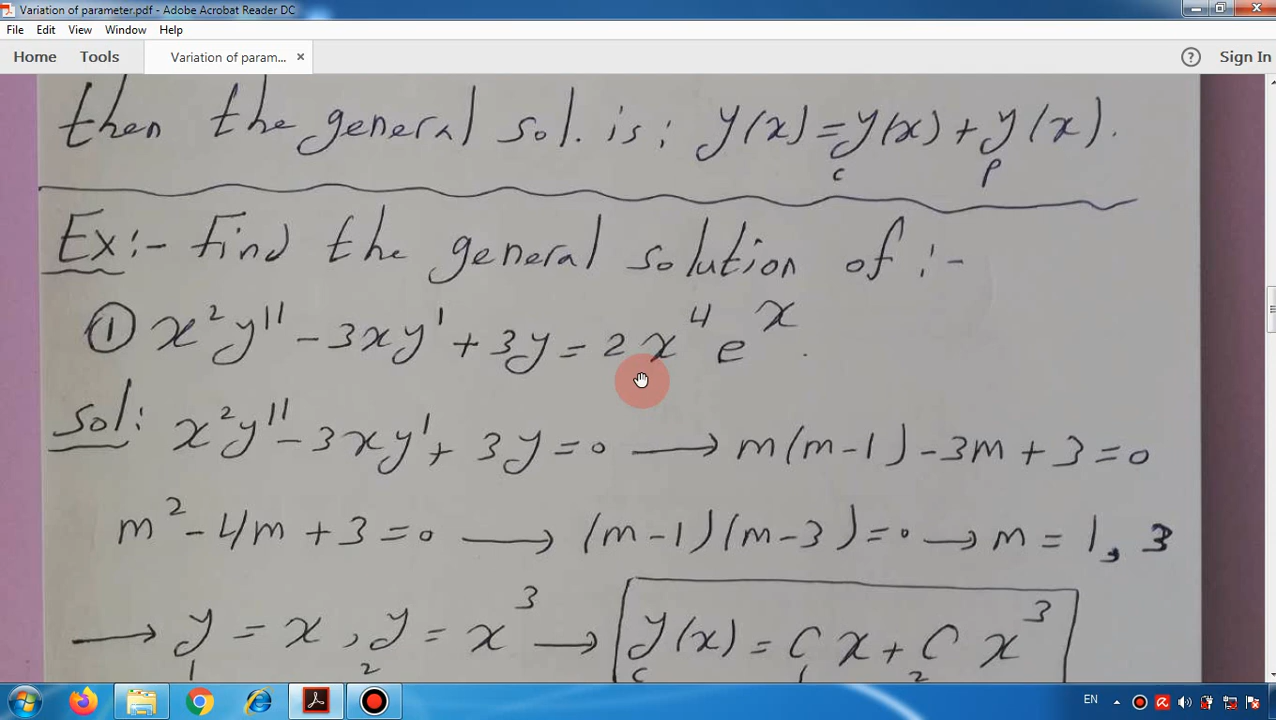 Variation of parameter.pdf - Adobe Acrobat Reader DC
File Edit View Window Help
Home Tools Variation of param... × ? Sign In
then the general sol. is: y_c(x) = y_c(x) + y_p(x).
Ex:- Find the general solution of :-
① x²y'' - 3xy' + 3y = 2x⁴eˣ.
Sol: x²y'' - 3xy' + 3y = 0 → m(m-1) - 3m + 3 = 0
m² - 4m + 3 = 0 → (m-1)(m-3) = 0 → m = 1, 3
→ y₁ = x, y₂ = x³ → y_c(x) = C₁x + C₂x³
EN